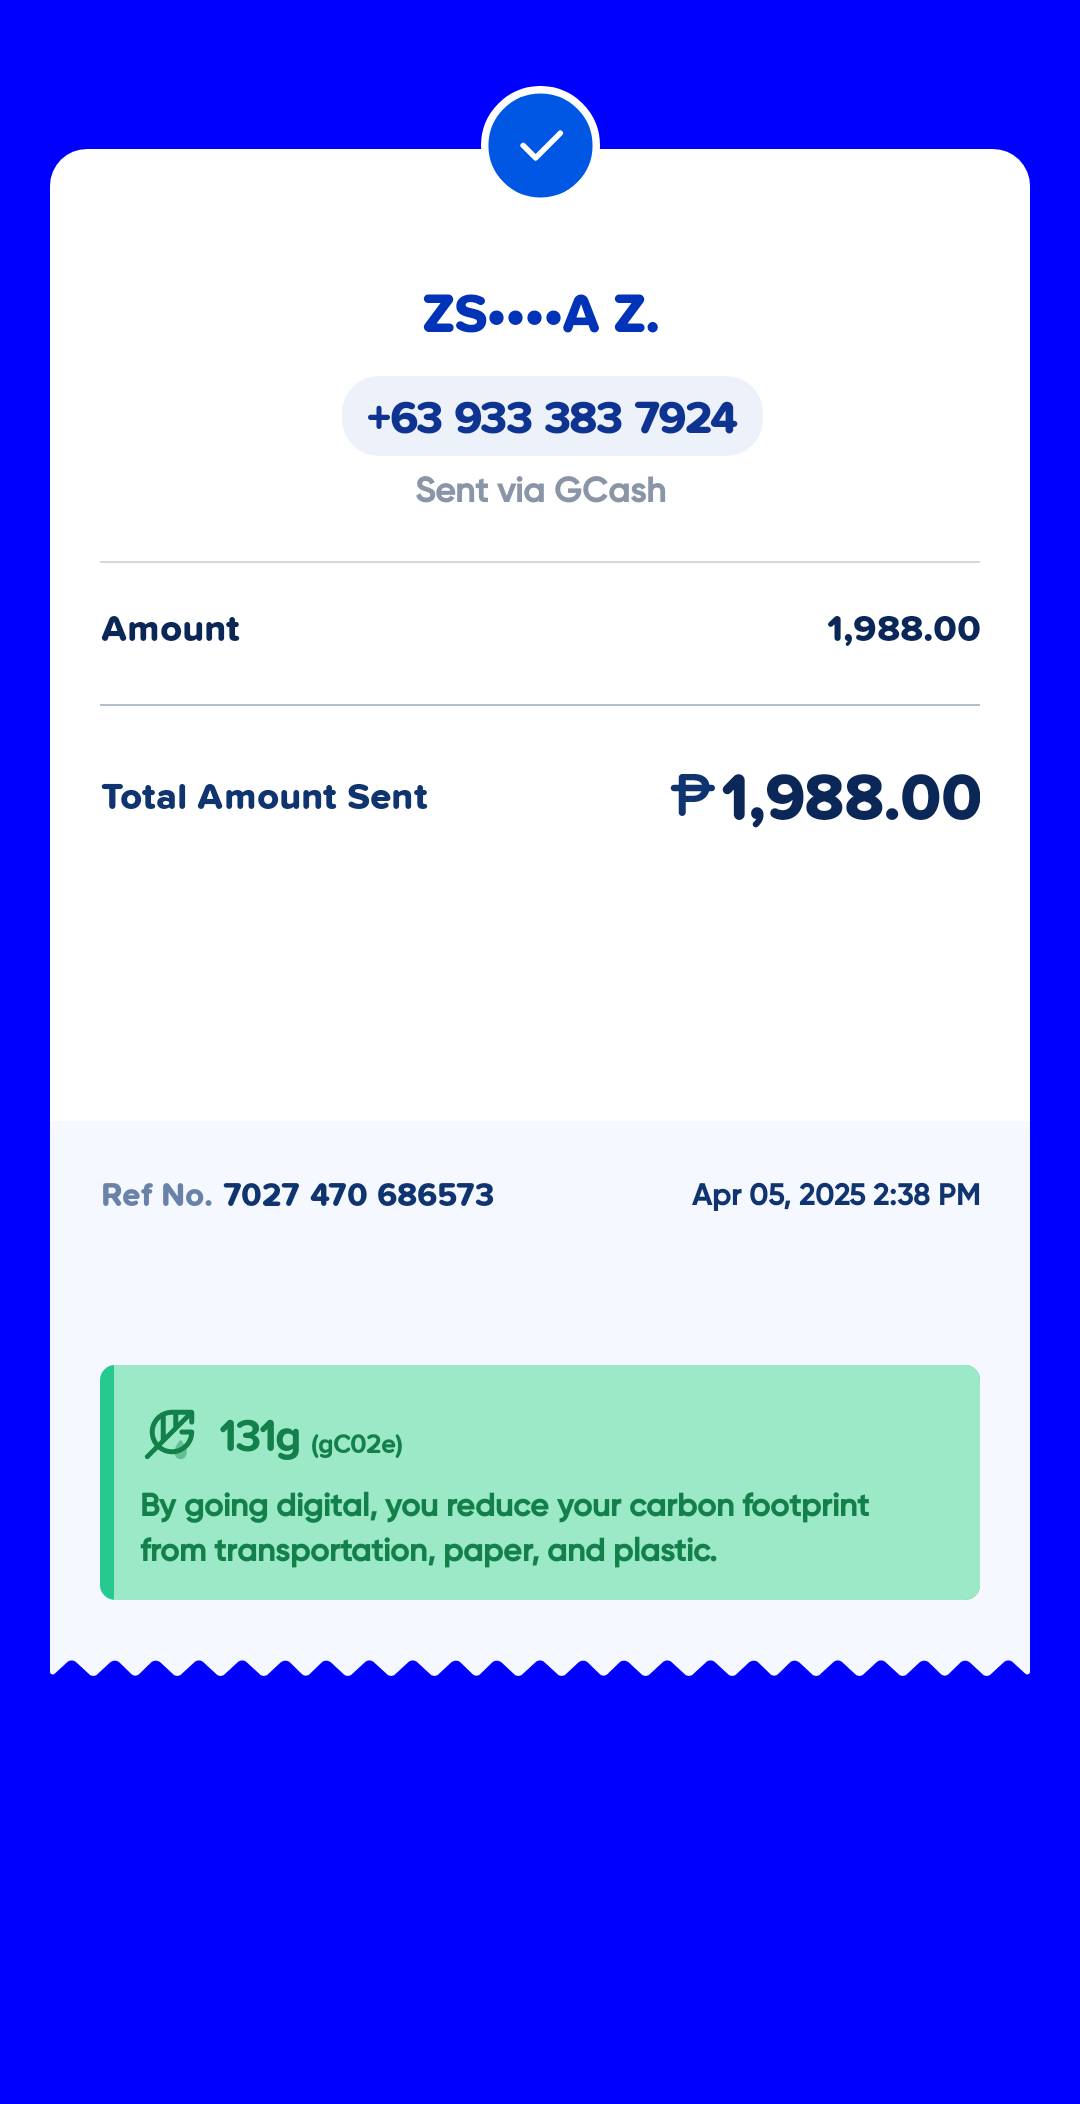 ZS••••A Z.
+63 933 383 7924
Sent via GCash
Amount 1,988.00
Total Amount Sent ₱1,988.00
Ref No. 7027 470 686573 Apr 05, 2025 2:38 PM
131g (gC02e)
By going digital, you reduce your carbon footprint
from transportation, paper, and plastic.